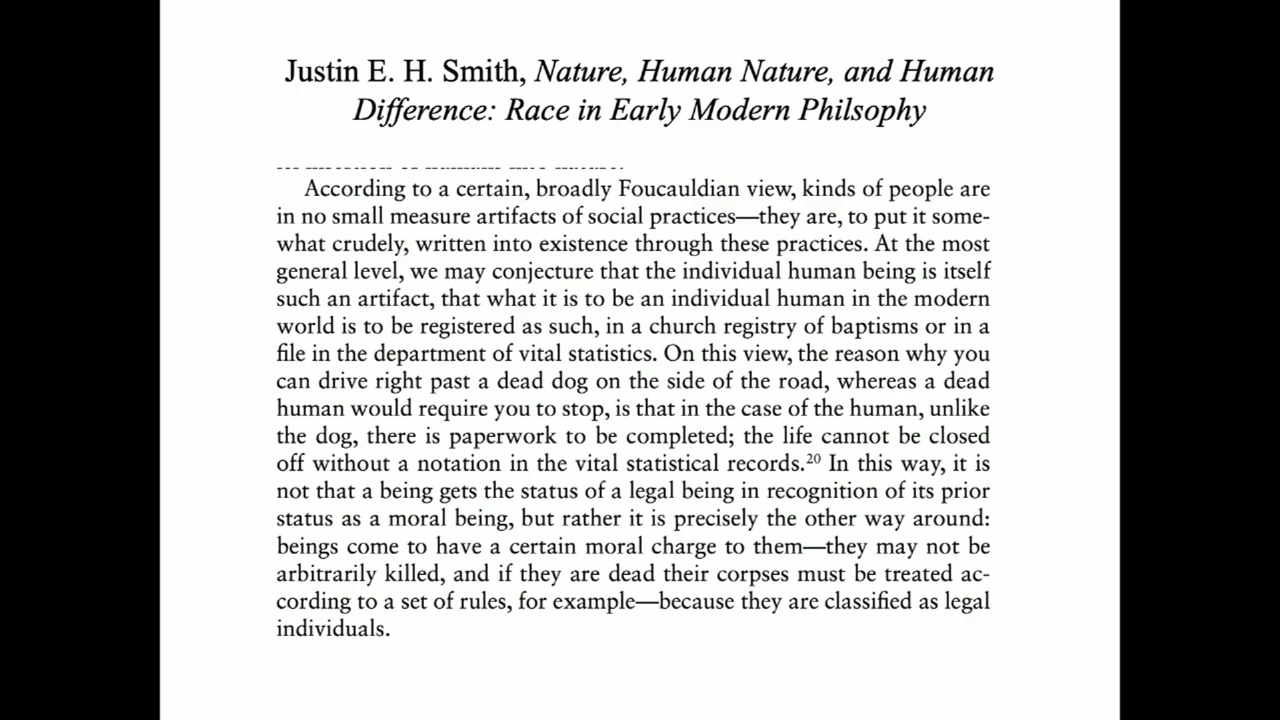 Justin E. H. Smith, Nature, Human Nature, and Human
Difference: Race in Early Modern Philsophy
According to a certain, broadly Foucauldian view, kinds of people are
in no small measure artifacts of social practices—they are, to put it some-
what crudely, written into existence through these practices. At the most
general level, we may conjecture that the individual human being is itself
such an artifact, that what it is to be an individual human in the modern
world is to be registered as such, in a church registry of baptisms or in a
file in the department of vital statistics. On this view, the reason why you
can drive right past a dead dog on the side of the road, whereas a dead
human would require you to stop, is that in the case of the human, unlike
the dog, there is paperwork to be completed; the life cannot be closed
off without a notation in the vital statistical records.20 In this way, it is
not that a being gets the status of a legal being in recognition of its prior
status as a moral being, but rather it is precisely the other way around:
beings come to have a certain moral charge to them—they may not be
arbitrarily killed, and if they are dead their corpses must be treated ac-
cording to a set of rules, for example—because they are classified as legal
individuals.